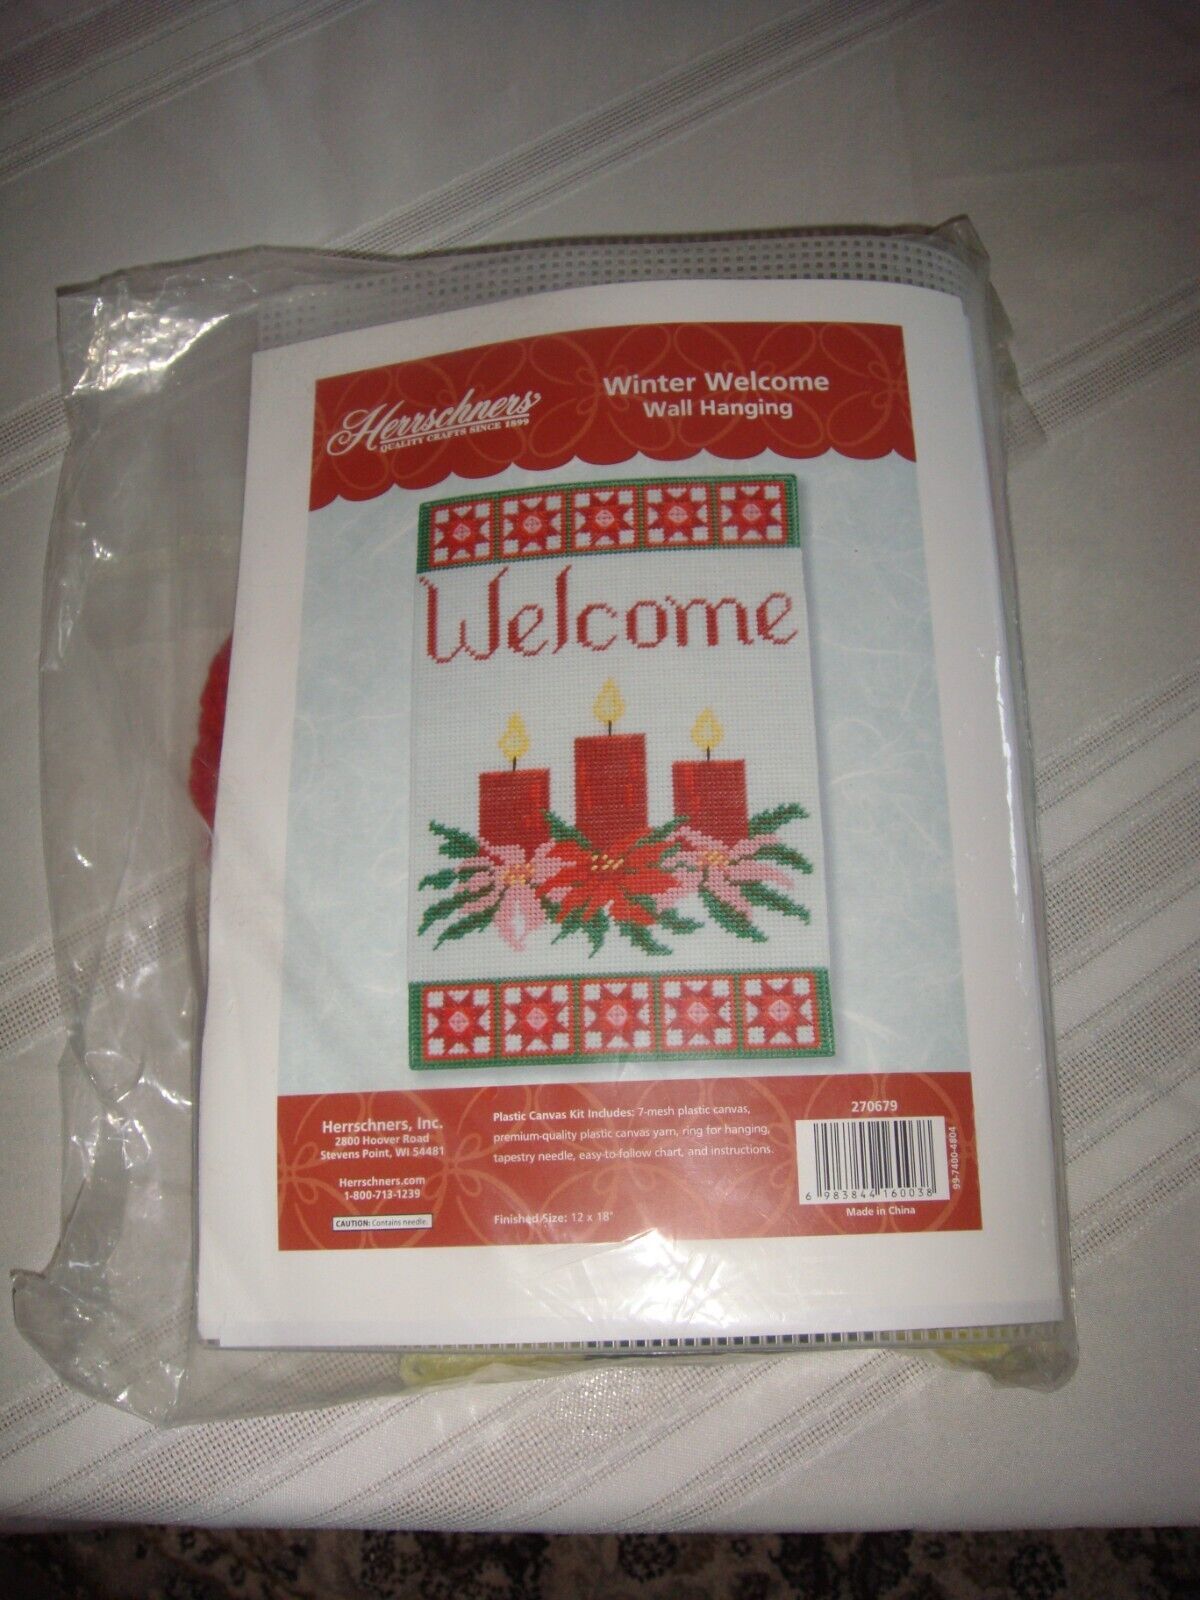 Herrschners
QUALITY CRAFTS SINCE 1899
Winter Welcome
Wall Hanging
Welcome
Herrschners, Inc.
2800 Hoover Road
Stevens Point, WI 54481
Herrschners.com
1-800-713-1239
CAUTION: Contains needle.
Plastic Canvas Kit Includes: 7-mesh plastic canvas,
premium-quality plastic canvas yarn, ring for hanging,
tapestry needle, easy-to-follow chart, and instructions.
Finished Size: 12 x 18"
270679
6 983844 160038
99-7400-4804
Made in China